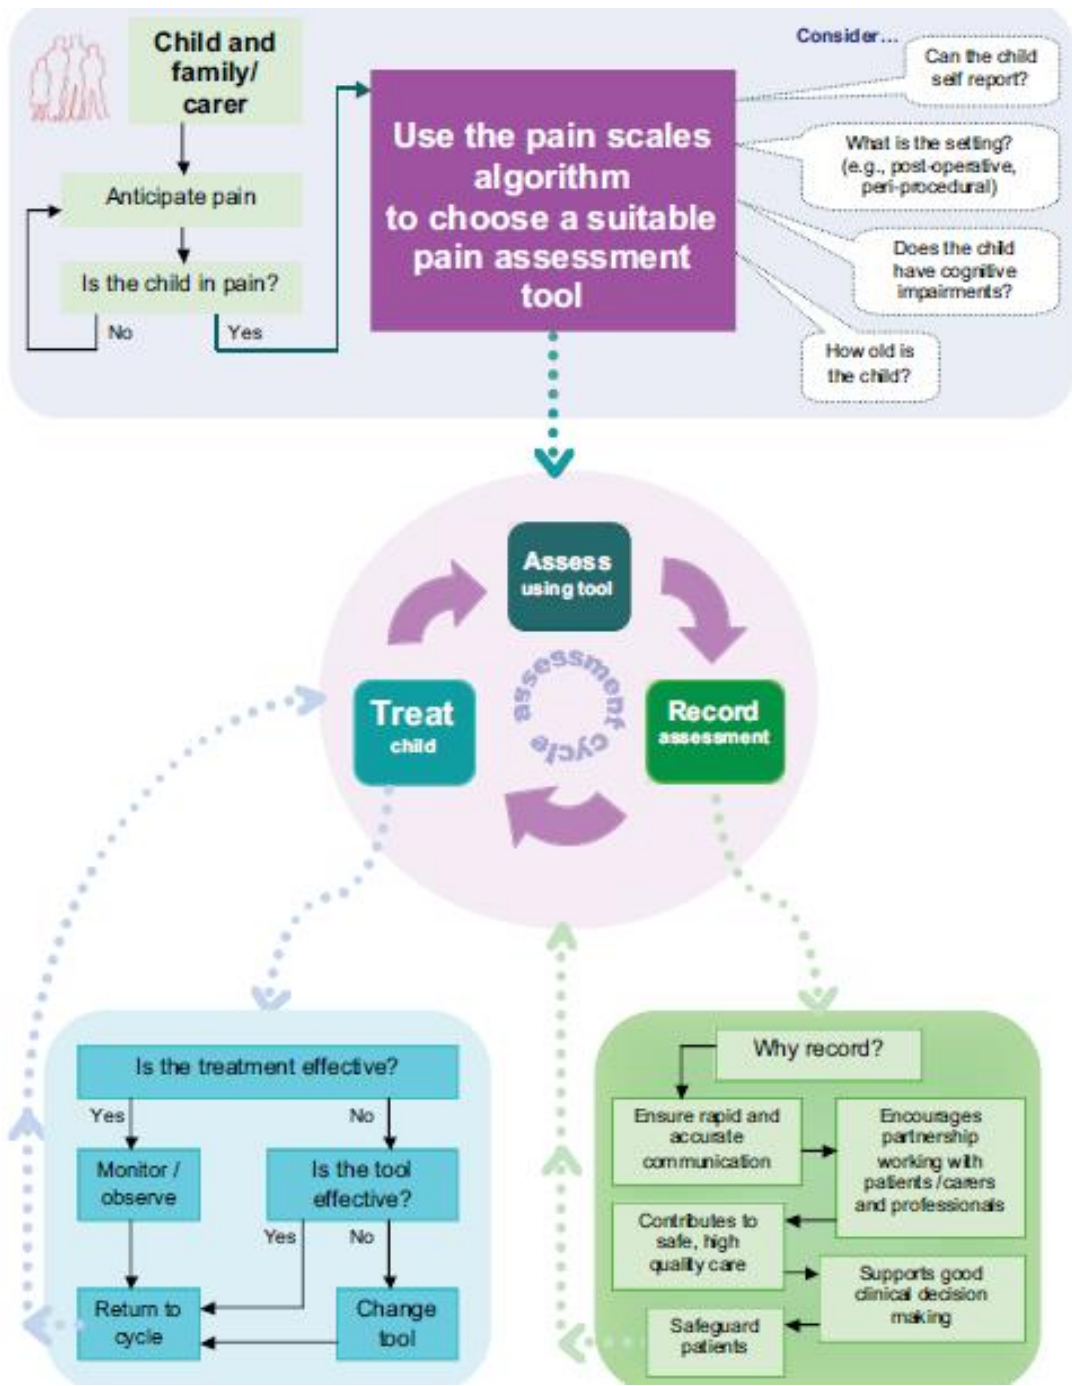 Child and
family/
carer
Anticipate pain
Is the child in pain?
No
Yes
Use the pain scales
algorithm
to choose a suitable
pain assessment
tool
Consider...
Can the child
self report?
What is the setting?
(e.g., post-operative,
peri-procedural)
Does the child
have cognitive
impairments?
How old is
the child?
Assess
using tool
Record
assessment
Treat
child
assessment cycle
Is the treatment effective?
Yes
No
Monitor /
observe
Is the tool
effective?
Yes
No
Return to
cycle
Change
tool
Why record?
Ensure rapid and
accurate
communication
Encourages
partnership
working with
patients /carers
and professionals
Contributes to
safe, high
quality care
Supports good
clinical decision
making
Safeguard
patients